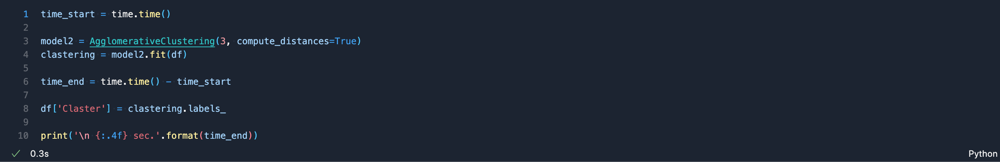 1 time_start = time.time()
2
3 model2 = AgglomerativeClustering(3, compute_distances=True)
4 clastering = model2.fit(df)
5
6 time_end = time.time() - time_start
7
8 df['Claster'] = clastering.labels_
9
10 print('\n {:.4f} sec.'.format(time_end))
0.3s
Python